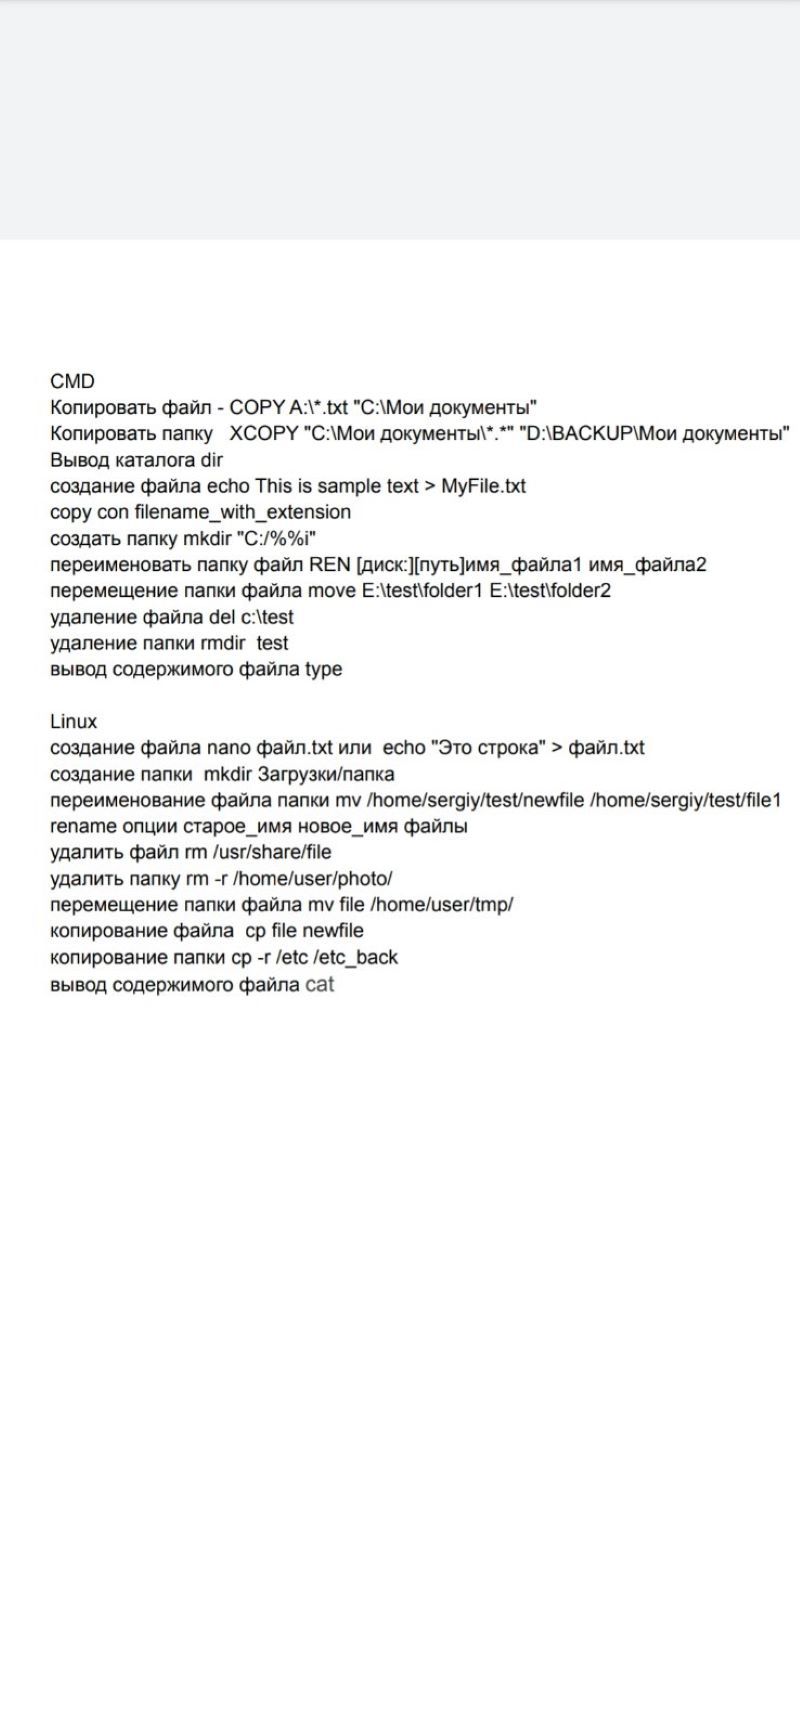 CMD
Копировать файл - COPY A:\*.txt "C:\Мои документы"
Копировать папку   XCOPY "C:\Мои документы\*.*" "D:\BACKUP\Мои документы"
Вывод каталога dir
создание файла echo This is sample text > MyFile.txt
copy con filename_with_extension
создать папку mkdir "C:/%%i"
переименовать папку файл REN [диск:][путь]имя_файла1 имя_файла2
перемещение папки файла move E:\test\folder1 E:\test\folder2
удаление файла del c:\test
удаление папки rmdir  test
вывод содержимого файла type

Linux
создание файла nano файл.txt или  echo "Это строка" > файл.txt
создание папки  mkdir Загрузки/папка
переименование файла папки mv /home/sergiy/test/newfile /home/sergiy/test/file1
rename опции старое_имя новое_имя файлы
удалить файл rm /usr/share/file
удалить папку rm -r /home/user/photo/
перемещение папки файла mv file /home/user/tmp/
копирование файла  cp file newfile
копирование папки cp -r /etc /etc_back
вывод содержимого файла cat